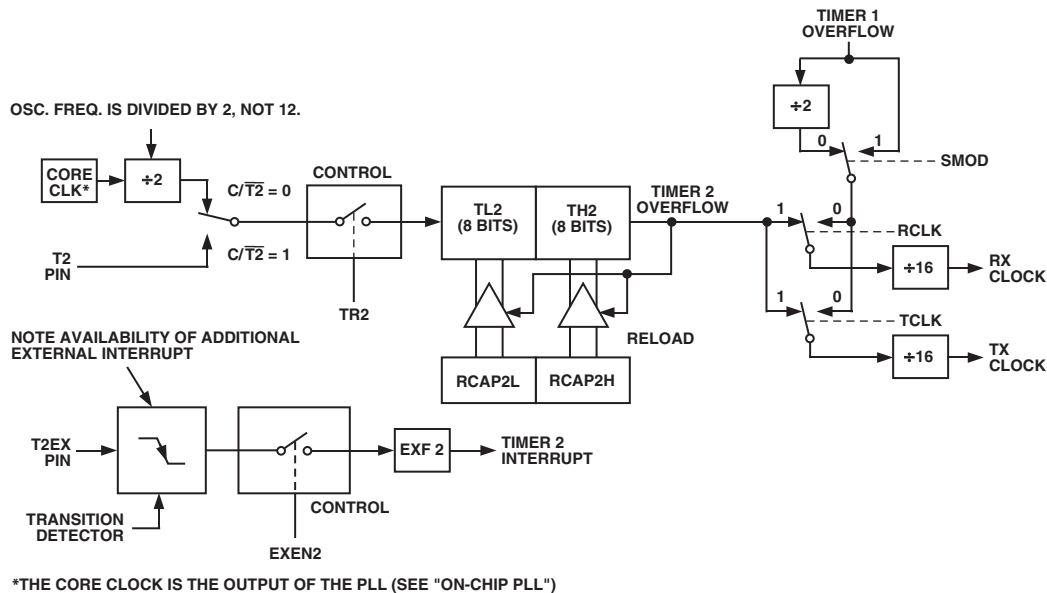 TIMER 1
OVERFLOW
÷2
0
1
SMOD
OSC. FREQ. IS DIVIDED BY 2, NOT 12.
CORE
CLK*
÷2
C/T2 = 0
C/T2 = 1
T2
PIN
CONTROL
TR2
TL2
(8 BITS)
TH2
(8 BITS)
TIMER 2
OVERFLOW
RELOAD
RCAP2L
RCAP2H
1
0
RCLK
÷16
RX
CLOCK
1
0
TCLK
÷16
TX
CLOCK
NOTE AVAILABILITY OF ADDITIONAL
EXTERNAL INTERRUPT
T2EX
PIN
TRANSITION
DETECTOR
CONTROL
EXEN2
EXF 2
TIMER 2
INTERRUPT
*THE CORE CLOCK IS THE OUTPUT OF THE PLL (SEE "ON-CHIP PLL")